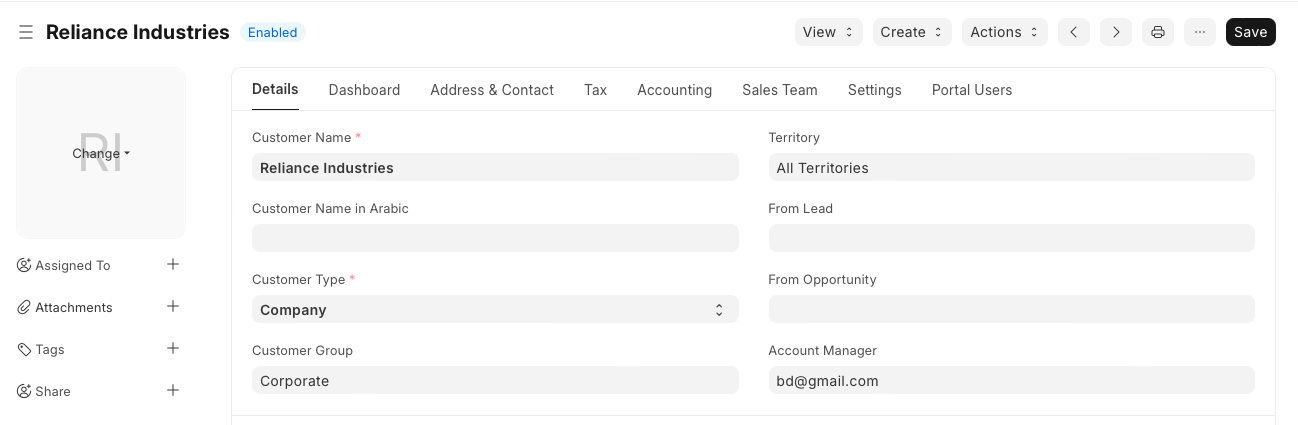 Reliance Industries Enabled View Create Actions ... Save
RI
Change
Assigned To
Attachments
Tags
Share
Details Dashboard Address & Contact Tax Accounting Sales Team Settings Portal Users
Customer Name *
Reliance Industries
Customer Name in Arabic
Customer Type *
Company
Customer Group
Corporate
Territory
All Territories
From Lead
From Opportunity
Account Manager
bd@gmail.com